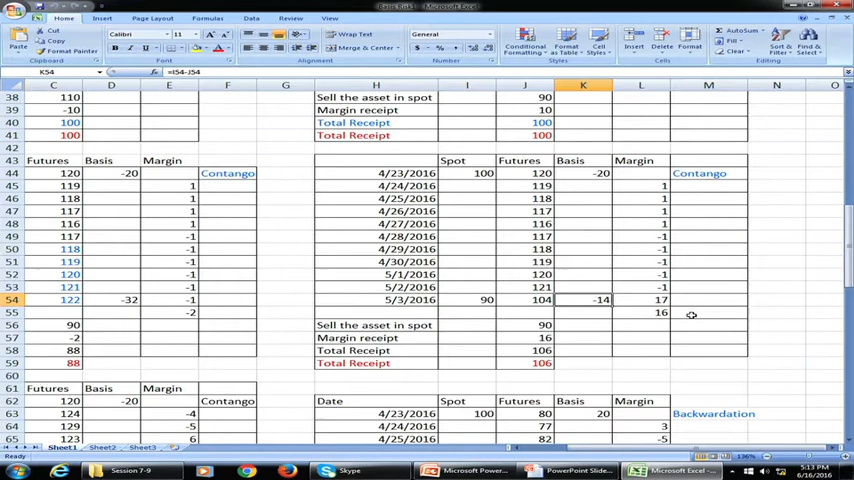 Basis Risk1 - Microsoft Excel
Home Insert Page Layout Formulas Data Review View
Paste
Cut
Copy
Format Painter
Clipboard
Calibri 11
Font
Wrap Text
Merge & Center
Alignment
General
Number
Conditional Formatting
Format as Table
Cell Styles
Styles
Insert Delete Format
Cells
AutoSum
Fill
Clear
Sort & Filter
Find & Select
Editing
K54 =I54-J54
C D E F G H I J K L M N O
38 110 Sell the asset in spot 90
39 -10 Margin receipt 10
40 100 Total Receipt 100
41 100 Total Receipt 100
42
43 Futures Basis Margin Spot Futures Basis Margin
44 120 -20 Contango 4/23/2016 100 120 -20 Contango
45 119 1 4/24/2016 119 1
46 118 1 4/25/2016 118 1
47 117 1 4/26/2016 117 1
48 116 1 4/27/2016 116 1
49 117 -1 4/28/2016 117 -1
50 118 -1 4/29/2016 118 -1
51 119 -1 4/30/2016 119 -1
52 120 -1 5/1/2016 120 -1
53 121 -1 5/2/2016 121 -1
54 122 -32 -1 5/3/2016 90 104 -14 17
55 -2 16
56 90 Sell the asset in spot 90
57 -2 Margin receipt 16
58 88 Total Receipt 106
59 88 Total Receipt 106
60
61 Futures Basis Margin
62 120 -20 Contango Date Spot Futures Basis Margin
63 124 -4 4/23/2016 100 80 20 Backwardation
64 129 -5 4/24/2016 77 3
65 123 6 4/25/2016 82 -5
Sheet1 Sheet2 Sheet3
Ready 136%
Session 7-9
Skype
Microsoft Power...
PowerPoint Slide...
Microsoft Excel ...
5:13 PM
6/16/2016